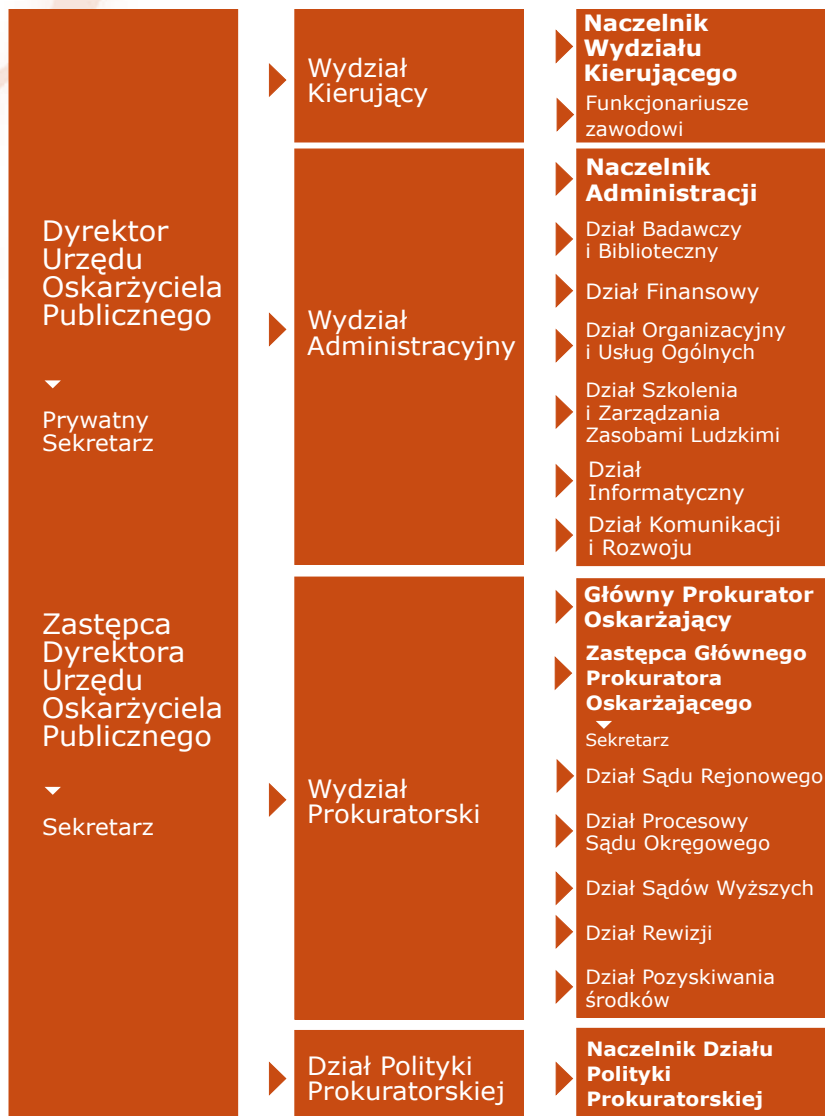 Dyrektor
Urzędu
Oskarżyciela
Publicznego
Prywatny
Sekretarz
Zastępca
Dyrektora
Urzędu
Oskarżyciela
Publicznego
Sekretarz
Wydział
Kierujący
Naczelnik
Wydziału
Kierującego
Funkcjonariusze
zawodowi
Wydział
Administracyjny
Naczelnik
Administracji
Dział Badawczy
i Biblioteczny
Dział Finansowy
Dział Organizacyjny
i Usług Ogólnych
Dział Szkolenia
i Zarządzania
Zasobami Ludzkimi
Dział
Informatyczny
Dział Komunikacji
i Rozwoju
Wydział
Prokuratorski
Główny Prokurator
Oskarżający
Zastępca Głównego
Prokuratora
Oskarżającego
Sekretarz
Dział Sądu Rejonowego
Dział Procesowy
Sądu Okręgowego
Dział Sądów Wyższych
Dział Rewizji
Dział Pozyskiwania
środków
Dział Polityki
Prokuratorskiej
Naczelnik Działu
Polityki
Prokuratorskiej